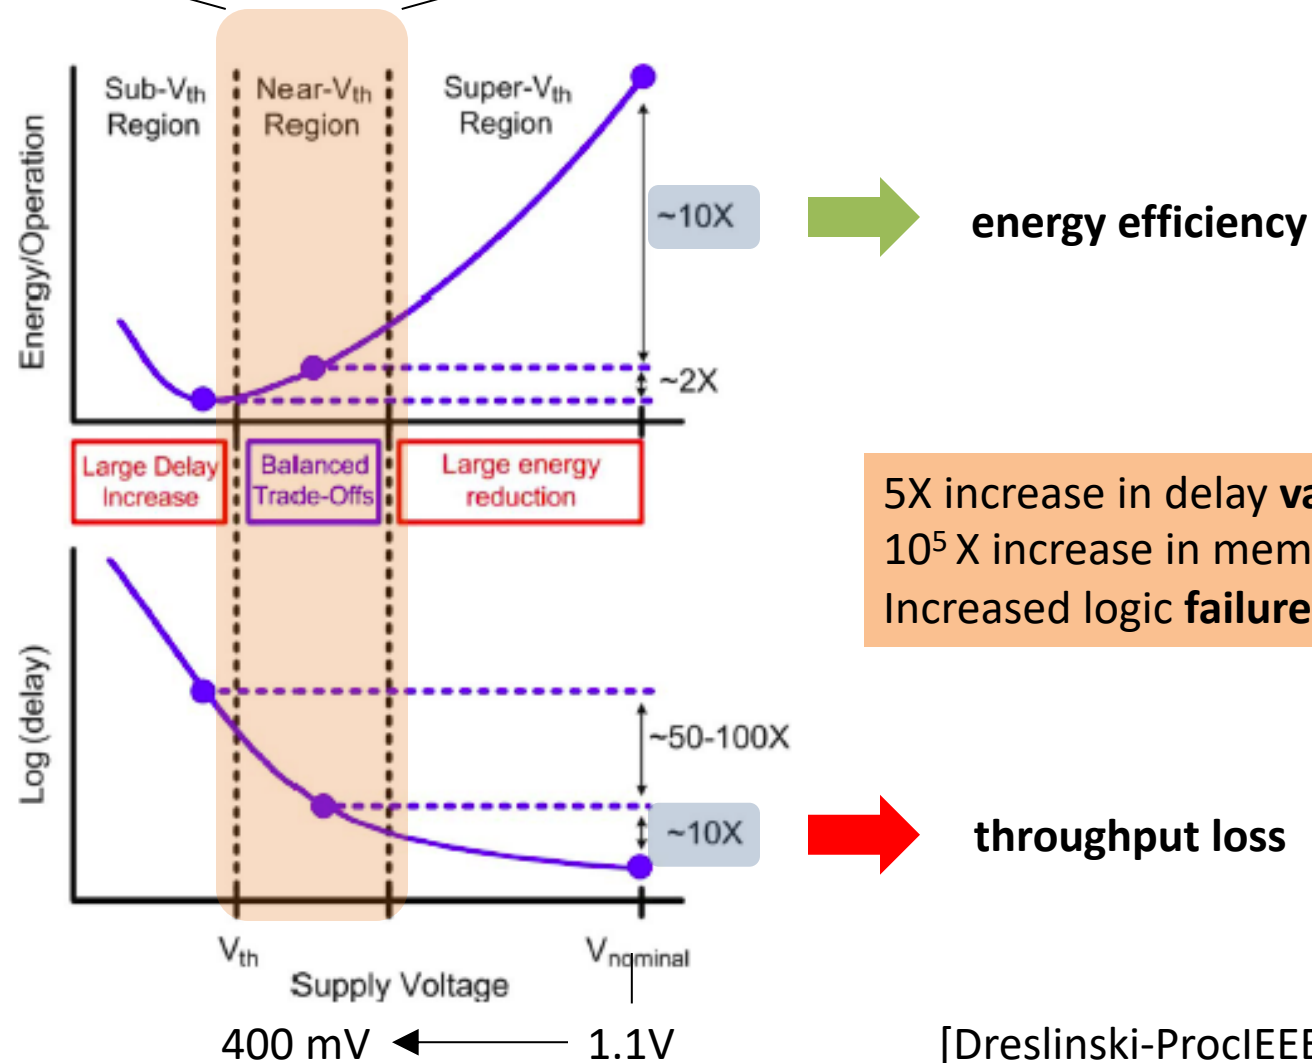 Sub-Vth Near-Vth Super-Vth
Region Region Region
Energy/Operation
~10X
energy efficiency
~2X
Large Delay Increase
Balanced Trade-Offs
Large energy reduction
5X increase in delay
10⁵ X increase in
Increased logic failure
Log (delay)
~50-100X
~10X
throughput loss
Vth Vnominal
Supply Voltage
400 mV 1.1V
[Dreslinski-ProcIEEE